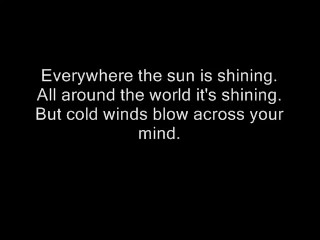 Everywhere the sun is shining.
All around the world it's shining.
But cold winds blow across your
mind.